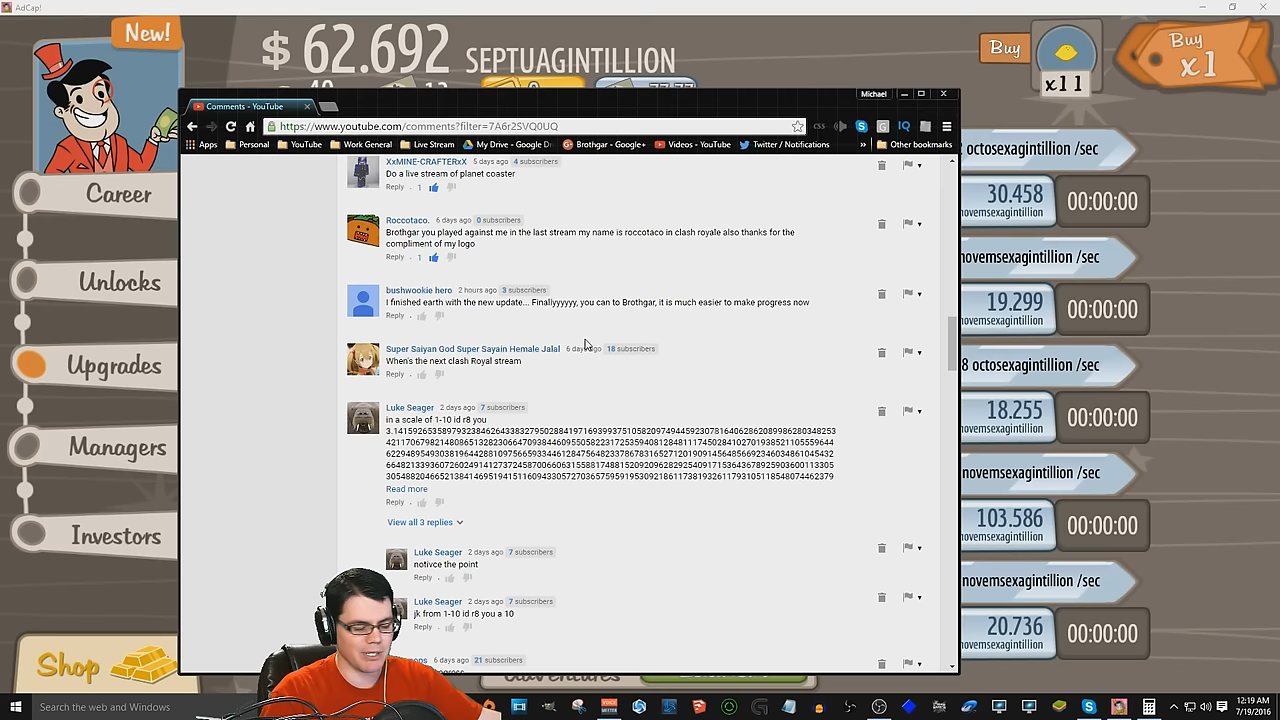 AdCap!
New!
$ 62.692 SEPTUAGINTILLION
Buy
x11
Buy
x1
Career
Unlocks
Upgrades
Managers
Investors
Shop
Comments - YouTube
Michael
https://www.youtube.com/comments?filter=7A6r2SVQ0UQ
Apps Personal YouTube Work General Live Stream My Drive - Google Dr Brothgar - Google+ Videos - YouTube Twitter / Notifications » Other bookmarks
XxMINE-CRAFTERxX 5 days ago 4 subscribers
Do a live stream of planet coaster
Reply · 1
Roccotaco. 6 days ago 0 subscribers
Brothgar you played against me in the last stream my name is roccotaco in clash royale also thanks for the
compliment of my logo
Reply · 1
bushwookie hero 2 hours ago 3 subscribers
I finished earth with the new update... Finallyyyyyy, you can to Brothgar, it is much easier to make progress now
Reply ·
Super Saiyan God Super Sayain Hemale Jalal 6 days ago 18 subscribers
When's the next clash Royal stream
Reply ·
Luke Seager 2 days ago 7 subscribers
in a scale of 1-10 id r8 you
Read more
Reply ·
View all 3 replies
Luke Seager 2 days ago 7 subscribers
notivce the point
Reply ·
Luke Seager 2 days ago 7 subscribers
jk from 1-10 id r8 you a 10
Reply ·
6 days ago 21 subscribers
octosexagintillion /sec
30.458
novemsexagintillion
00:00:00
novemsexagintillion /sec
19.299
novemsexagintillion
00:00:00
8 octosexagintillion /sec
18.255
novemsexagintillion
00:00:00
novemsexagintillion /sec
103.586
novemsexagintillion
00:00:00
novemsexagintillion /sec
20.736
novemsexagintillion
00:00:00
Search the web and Windows
12:19 AM
7/19/2016